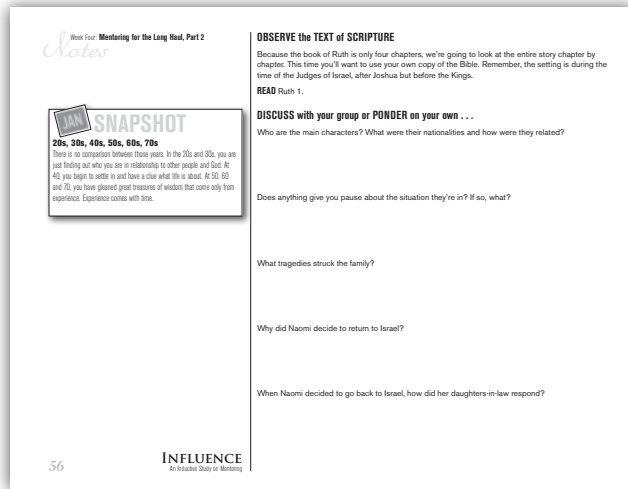 Week Four: Mentoring for the Long Haul, Part 2
Notes
JAN
SNAPSHOT
20s, 30s, 40s, 50s, 60s, 70s
There is no comparison between those years. In the 20s and 30s, you are
just finding out who you are in relationship to other people and God. At
40, you begin to settle in and have a clue what life is about. At 50, 60
and 70, you have gleaned great treasures of wisdom that come only from
experience. Experience comes with time.
56
INFLUENCE
An Inductive Study on Mentoring
OBSERVE the TEXT of SCRIPTURE
Because the book of Ruth is only four chapters, we're going to look at the entire story chapter by
chapter. This time you'll want to use your own copy of the Bible. Remember, the setting is during the
time of the Judges of Israel, after Joshua but before the Kings.
READ Ruth 1.
DISCUSS with your group or PONDER on your own . . .
Who are the main characters? What were their nationalities and how were they related?
Does anything give you pause about the situation they're in? If so, what?
What tragedies struck the family?
Why did Naomi decide to return to Israel?
When Naomi decided to go back to Israel, how did her daughters-in-law respond?